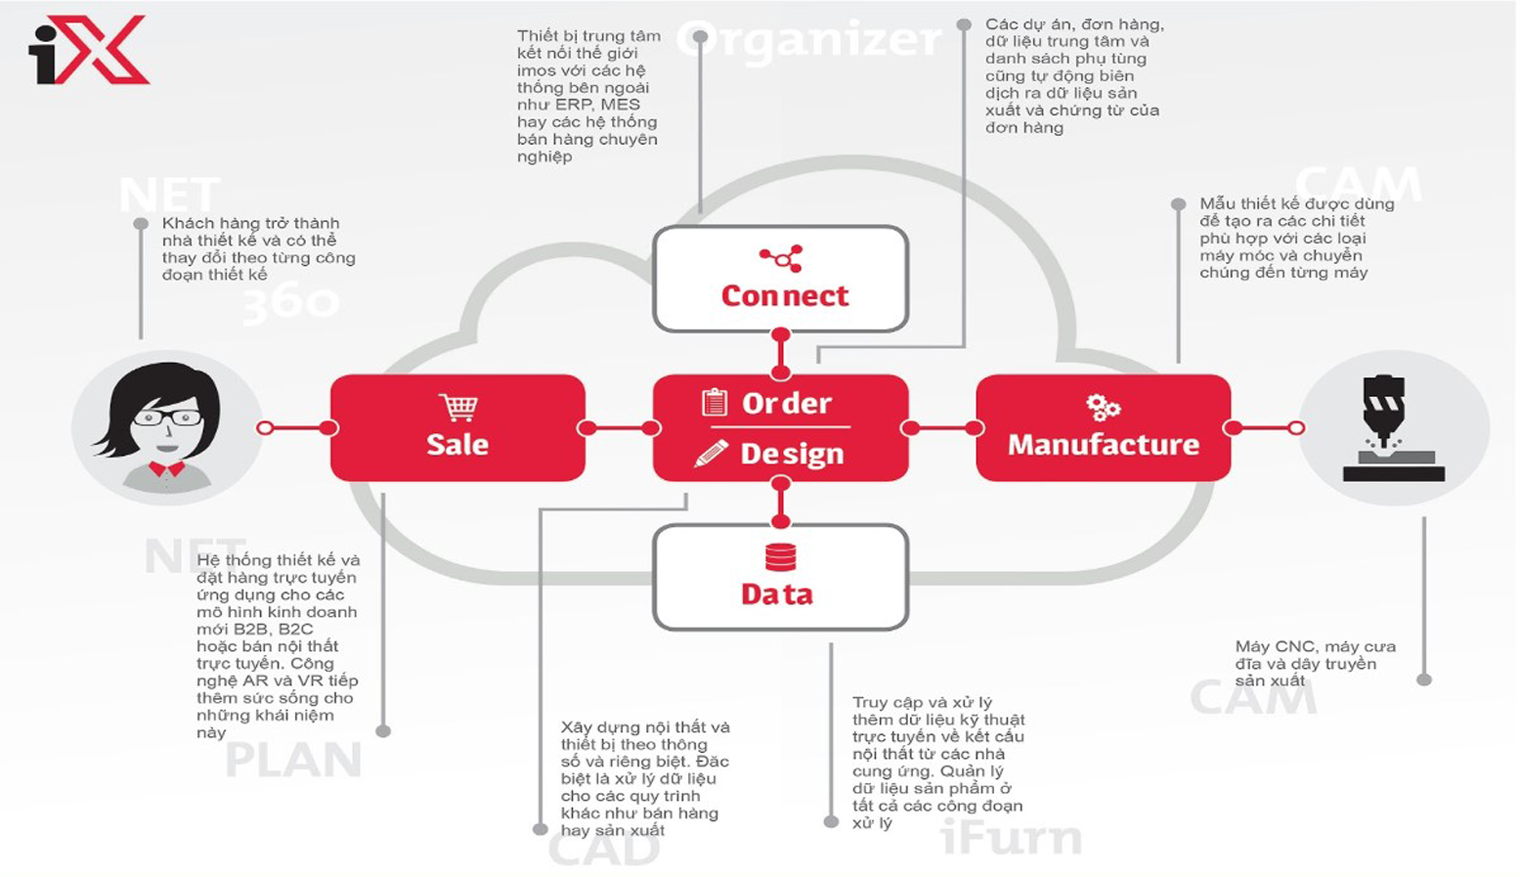 iX
Organizer
Thiết bị trung tâm
kết nối thế giới
imos với các hệ
thống bên ngoài
như ERP, MES
hay các hệ thống
bán hàng chuyên
nghiệp
Các dự án, đơn hàng,
dữ liệu trung tâm và
danh sách phụ tùng
cũng tự động biên
dịch ra dữ liệu sản
xuất và chứng từ của
đơn hàng
NET
Khách hàng trở thành
nhà thiết kế và có thể
thay đổi theo từng công
đoạn thiết kế
360
CAM
Mẫu thiết kế được dùng
để tạo ra các chi tiết
phù hợp với các loại
máy móc và chuyển
chúng đến từng máy
Connect
Sale
Order
Design
Manufacture
Data
NET
Hệ thống thiết kế và
đặt hàng trực tuyến
ứng dụng cho các
mô hình kinh doanh
mới B2B, B2C
hoặc bán nội thất
trực tuyến. Công
nghệ AR và VR tiếp
thêm sức sống cho
những khái niệm
này
PLAN
Xây dựng nội thất và
thiết bị theo thông
số và riêng biệt. Đặc
biệt là xử lý dữ liệu
cho các quy trình
khác như bán hàng
hay sản xuất
CAD
Truy cập và xử lý
thêm dữ liệu kỹ thuật
trực tuyến về kết cấu
nội thất từ các nhà
cung ứng. Quản lý
dữ liệu sản phẩm ở
tất cả các công đoạn
xử lý
iFurn
Máy CNC, máy cưa
đĩa và dây truyền
sản xuất
CAM